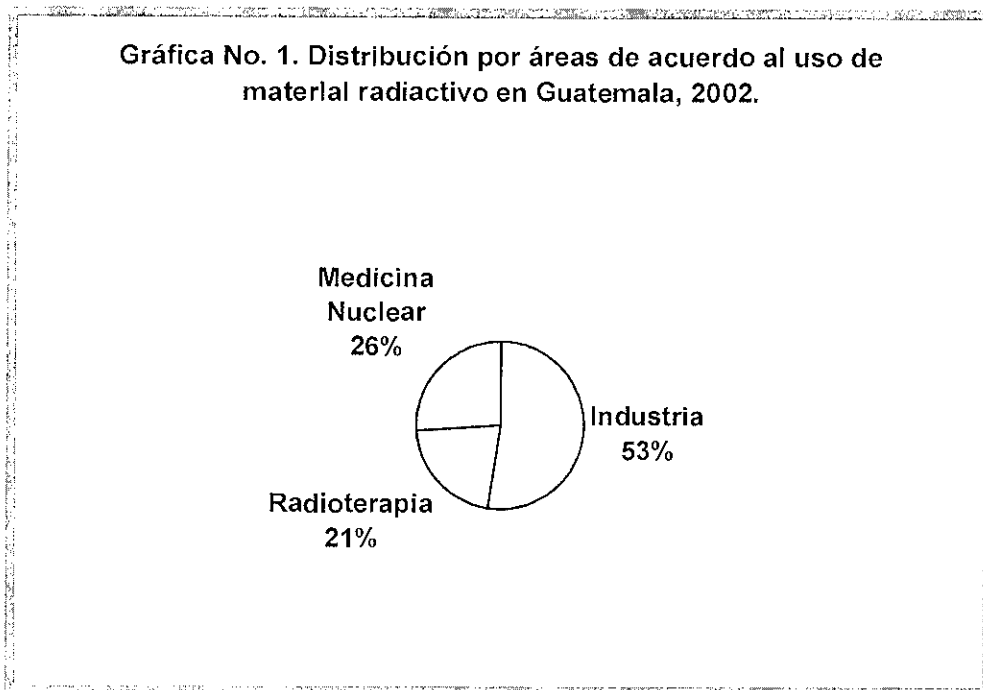 Gráfica No. 1. Distribución por áreas de acuerdo al uso de
material radiactivo en Guatemala, 2002.
Medicina
Nuclear
26%
Industria
53%
Radioterapia
21%